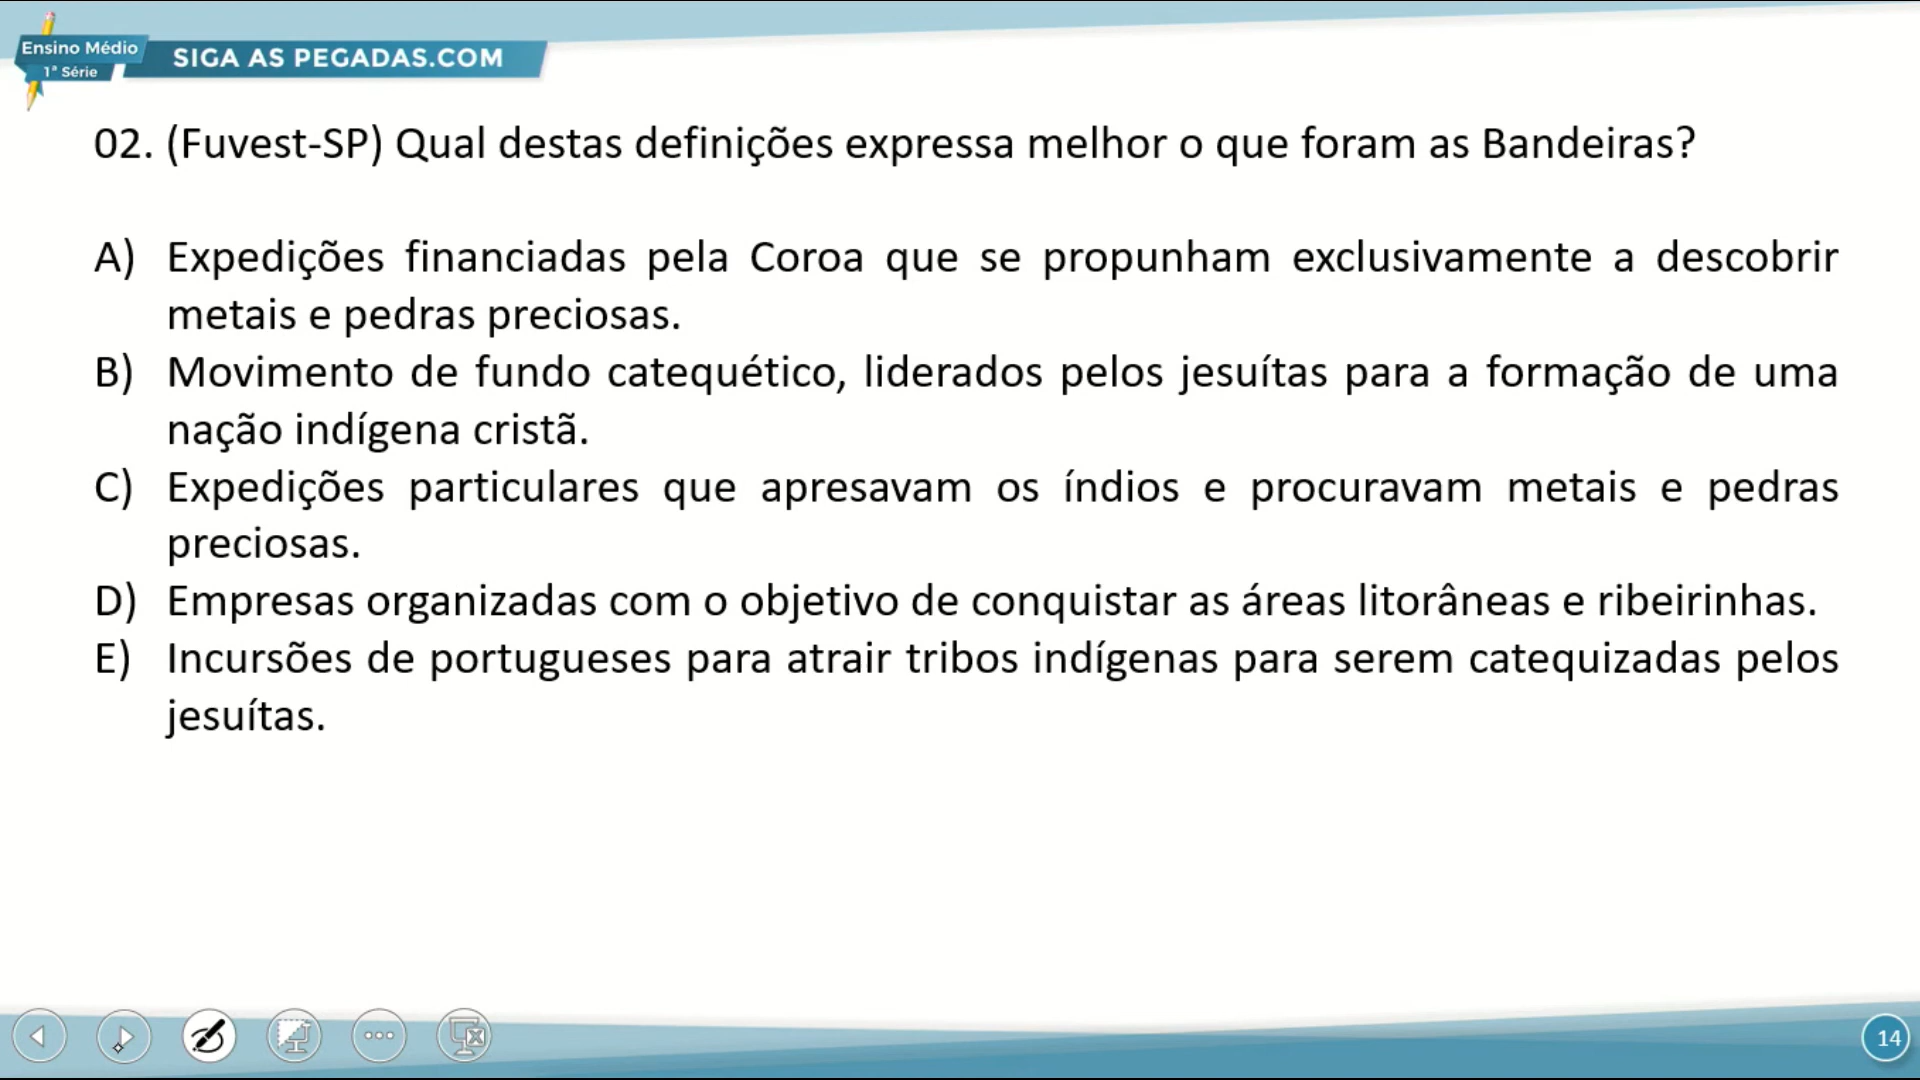 Ensino Médio
1ª Série
SIGA AS PEGADAS.COM
02. (Fuvest-SP) Qual destas definições expressa melhor o que foram as Bandeiras?
A) Expedições financiadas pela Coroa que se propunham exclusivamente a descobrir
metais e pedras preciosas.
B) Movimento de fundo catequético, liderados pelos jesuítas para a formação de uma
nação indígena cristã.
C) Expedições particulares que apresavam os índios e procuravam metais e pedras
preciosas.
D) Empresas organizadas com o objetivo de conquistar as áreas litorâneas e ribeirinhas.
E) Incursões de portugueses para atrair tribos indígenas para serem catequizadas pelos
jesuítas.
14